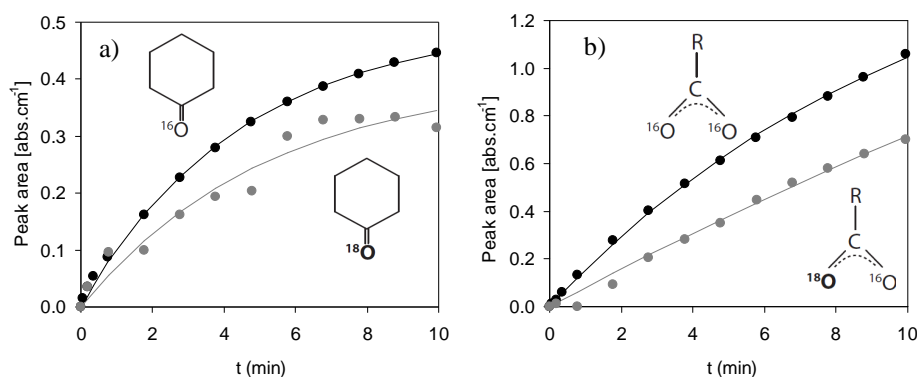 a)
Peak area [abs.cm⁻¹]
0.5
0.4
0.3
0.2
0.1
0.0
¹⁶O
¹⁸O
0 2 4 6 8 10
t (min)
b)
Peak area [abs.cm⁻¹]
1.2
1.0
0.8
0.6
0.4
0.2
0.0
R
C
¹⁶O ¹⁶O
R
C
¹⁸O ¹⁶O
0 2 4 6 8 10
t (min)